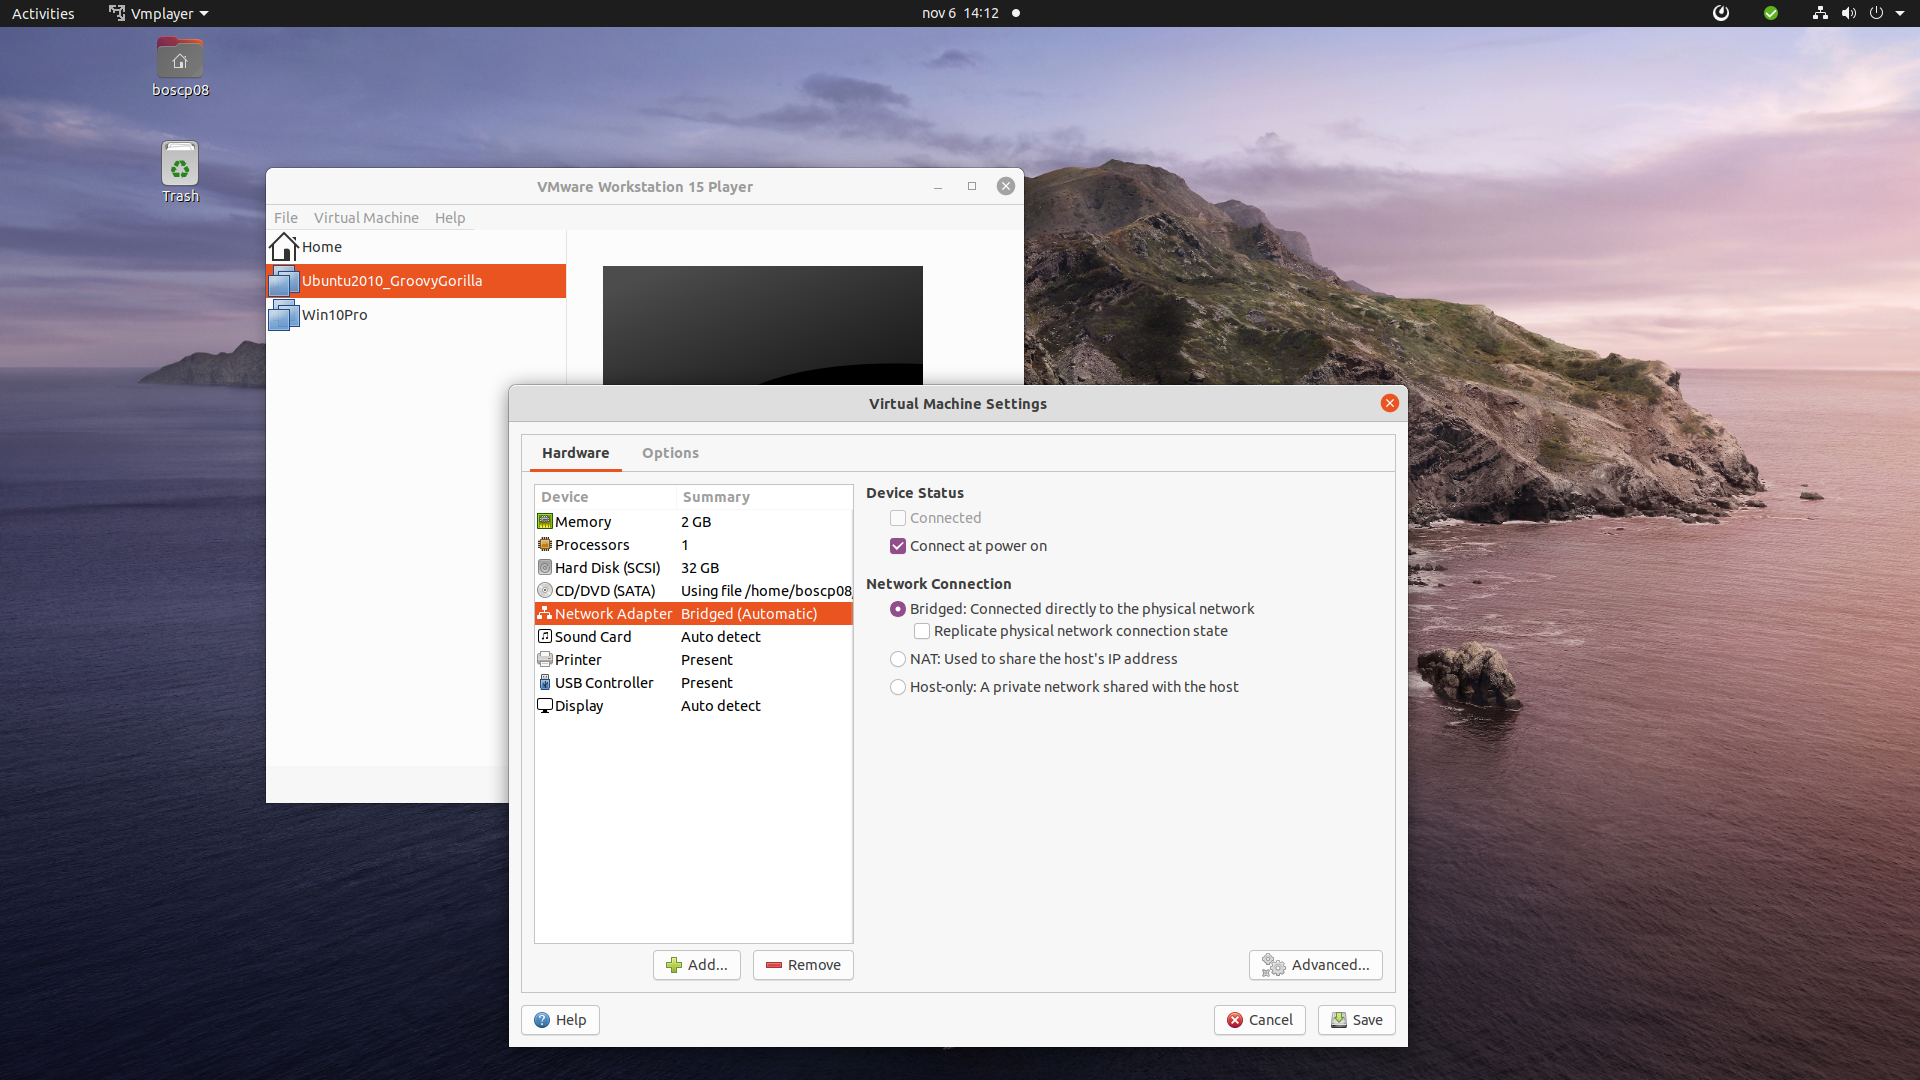 Activities Vmplayer nov 6 14:12
boscp08
Trash
VMware Workstation 15 Player
File Virtual Machine Help
Home
Ubuntu2010_GroovyGorilla
Win10Pro
Virtual Machine Settings
Hardware Options
Device Summary
Memory 2 GB
Processors 1
Hard Disk (SCSI) 32 GB
CD/DVD (SATA) Using file /home/boscp08
Network Adapter Bridged (Automatic)
Sound Card Auto detect
Printer Present
USB Controller Present
Display Auto detect
Device Status
Connected
Connect at power on
Network Connection
Bridged: Connected directly to the physical network
Replicate physical network connection state
NAT: Used to share the host's IP address
Host-only: A private network shared with the host
Add... Remove Advanced...
Help Cancel Save